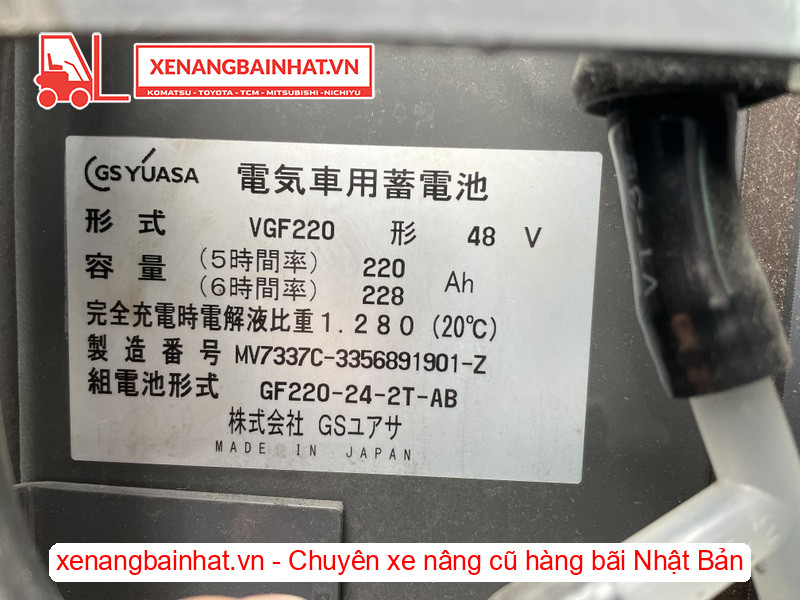 XENANGBAINHAT.VN
KOMATSU - TOYOTA - TCM - MITSUBISHI - NICHIYU
GS YUASA 電気車用蓄電池
形式 VGF220 形 48 V
容量 (5時間率) 220 Ah
(6時間率) 228
完全充電時電解液比重1.280 (20℃)
製造番号 MV7337C-3356891901-Z
組電池形式 GF220-24-2T-AB
株式会社 GSユアサ
MADE IN JAPAN
xenangbainhat.vn - Chuyên xe nâng cũ hàng bãi Nhật Bản